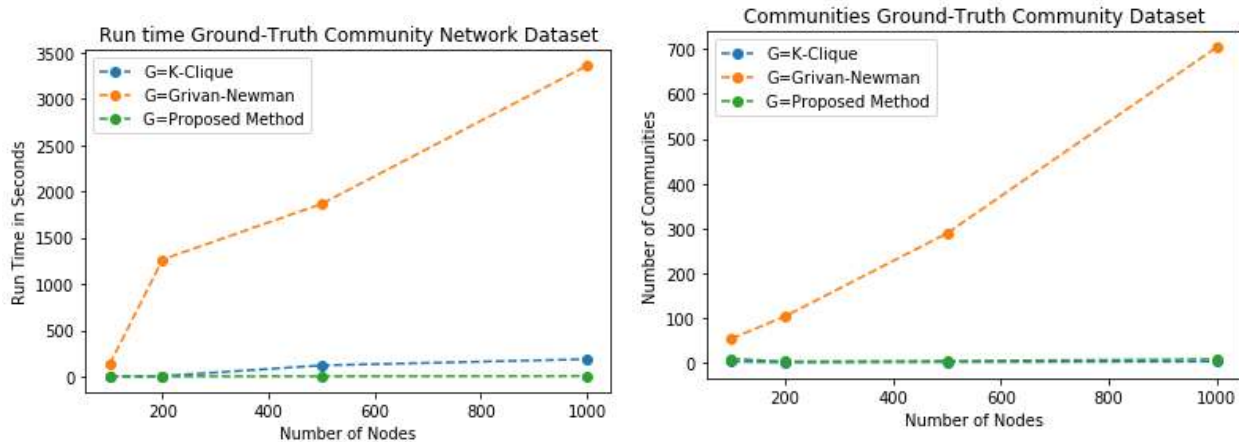 Run time Ground-Truth Community Network Dataset
3500
3000
2500
2000
1500
1000
500
0
Run Time in Seconds
G=K-Clique
G=Grivan-Newman
G=Proposed Method
200
400
600
800
1000
Number of Nodes
Communities Ground-Truth Community Dataset
700
600
500
400
300
200
100
0
Number of Communities
G=K-Clique
G=Grivan-Newman
G=Proposed Method
200
400
600
800
1000
Number of Nodes